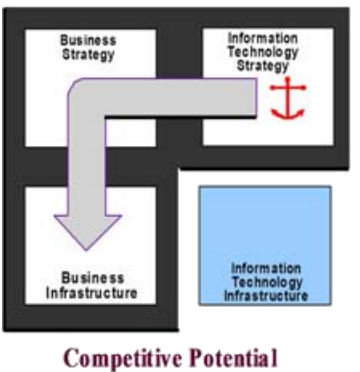 Business
Strategy
Information
Technology
Strategy
Business
Infrastructure
Information
Technology
Infrastructure
Competitive Potential